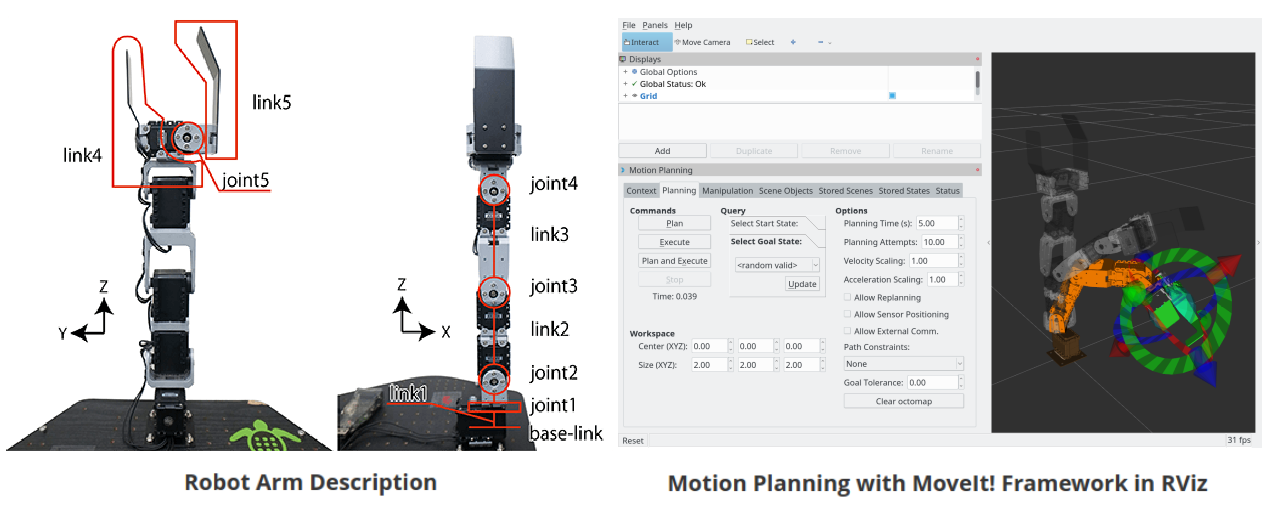 link5
link4
joint5
Z
Y
joint4
link3
joint3
Z
X
link2
joint2
link1
joint1
base-link
File Panels Help
Interact Move Camera Select
Displays
Global Options
Global Status: Ok
Grid
Add Duplicate Remove Rename
Motion Planning
Context Planning Manipulation Scene Objects Stored Scenes Stored States Status
Commands Query Options
Plan Select Start State: Planning Time (s): 5.00
Execute Select Goal State: Planning Attempts: 10.00
Plan and Execute <random valid> Velocity Scaling: 1.00
Stop Update Acceleration Scaling: 1.00
Time: 0.039 Allow Replanning
Allow Sensor Positioning
Allow External Comm.
Workspace Path Constraints:
Center (XYZ): 0.00 0.00 0.00
Size (XYZ): 2.00 2.00 2.00 None
Goal Tolerance: 0.00
Clear octomap
Reset 31 fps
Robot Arm Description
Motion Planning with MoveIt! Framework in RViz